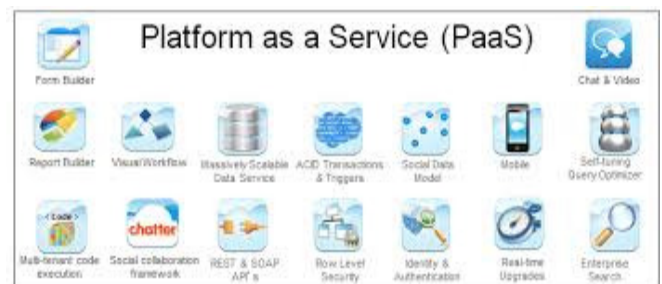 Platform as a Service (PaaS)
Form Builder
Chat & Video
Report Builder
Visual Workflow
Massively Scalable
Data Service
ACID Transactions
& Triggers
Social Data
Model
Mobile
Self-tuning
Query Optimizer
< Code >
Multi-tenant code
execution
chatter
Social collaboration
framework
REST & SOAP
API's
Row Level
Security
Identity &
Authentication
Real-time
Upgrades
Enterprise
Search